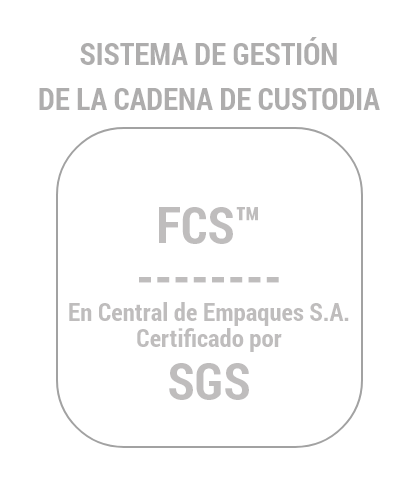 SISTEMA DE GESTIÓN
DE LA CADENA DE CUSTODIA
FCS™
--------
En Central de Empaques S.A.
Certificado por
SGS